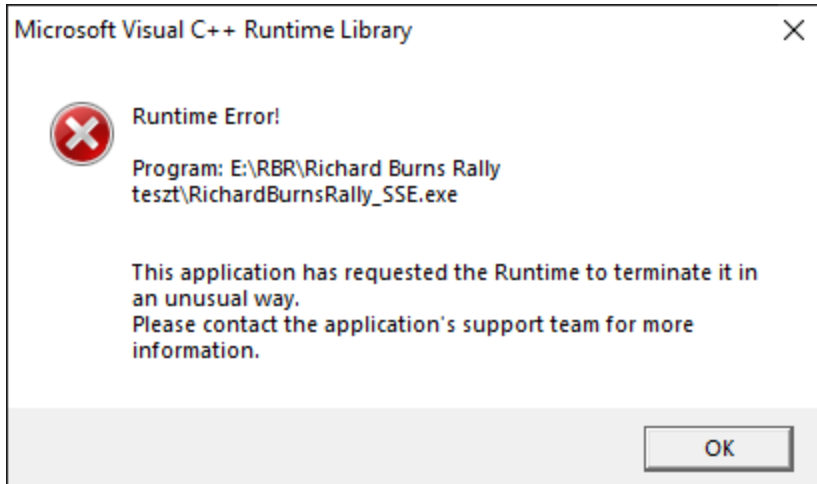 Microsoft Visual C++ Runtime Library
Runtime Error!
Program: E:\RBR\Richard Burns Rally
teszt\RichardBurnsRally_SSE.exe
This application has requested the Runtime to terminate it in
an unusual way.
Please contact the application's support team for more
information.
OK